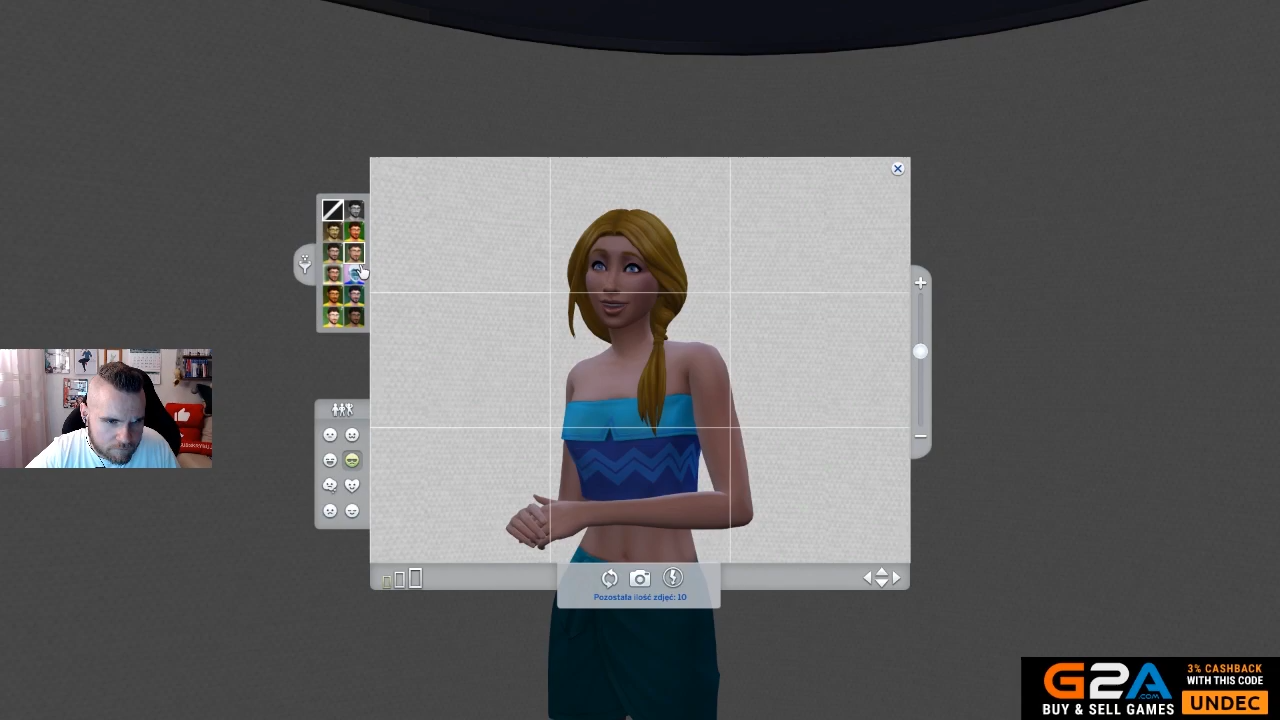 Pozostała ilość zdjęć: 10
G2A
.COM
BUY & SELL GAMES
3% CASHBACK
WITH THIS CODE
UNDEC